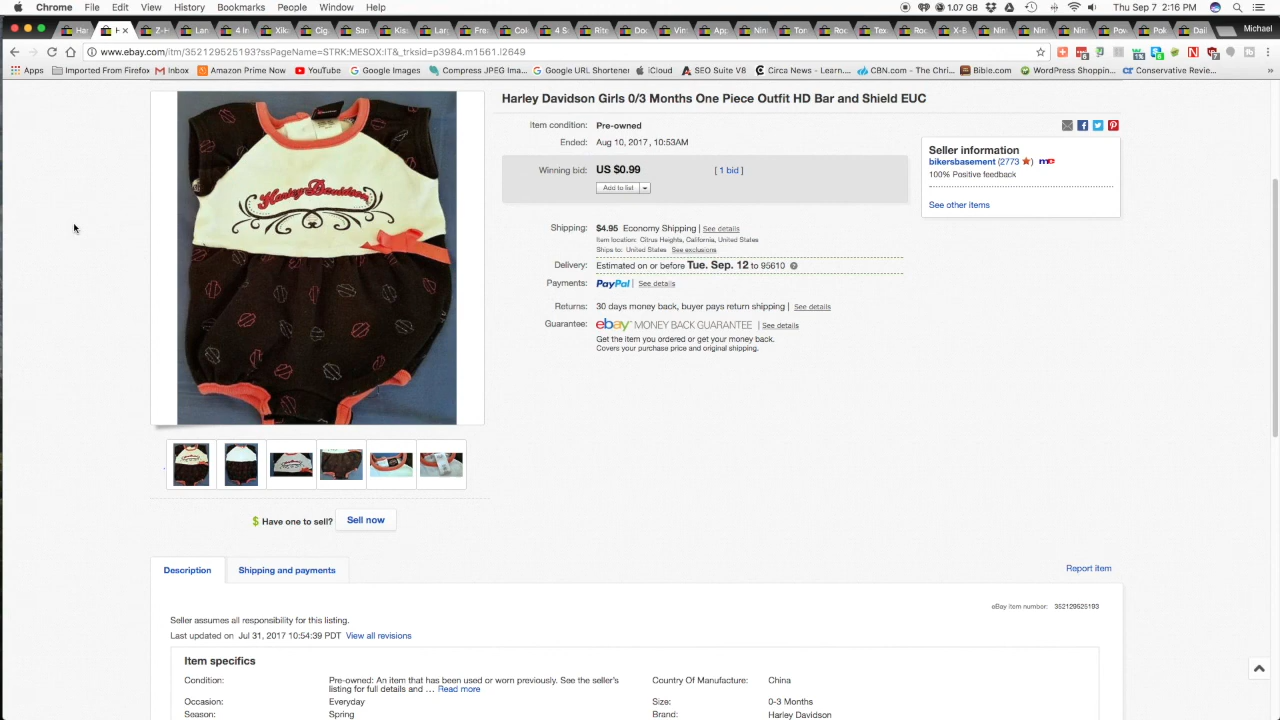 Chrome File Edit View History Bookmarks People Window Help 1.07 GB Thu Sep 7 2:16 PM
Michael
www.ebay.com/itm/352129525193?ssPageName=STRK:MESOX:IT&_trksid=p3984.m1561.l2649
Apps Imported From Firefox Inbox Amazon Prime Now YouTube Google Images Compress JPEG Ima... Google URL Shortener iCloud SEO Suite V8 Circa News - Learn.... CBN.com - The Chri... Bible.com WordPress Shoppin... Conservative Revie...
Harley Davidson Girls 0/3 Months One Piece Outfit HD Bar and Shield EUC
Item condition: Pre-owned
Ended: Aug 10, 2017 , 10:53AM
Winning bid: US $0.99 [ 1 bid ]
Add to list
Seller information
bikersbasement (2773 ) me
100% Positive feedback
See other items
Harley-Davidson
Shipping: $4.95 Economy Shipping | See details
Item location: Citrus Heights, California, United States
Ships to: United States See exclusions
Delivery: Estimated on or before Tue. Sep. 12 to 95610
Payments: PayPal | See details
Returns: 30 days money back, buyer pays return shipping | See details
Guarantee: ebay MONEY BACK GUARANTEE | See details
Get the item you ordered or get your money back.
Covers your purchase price and original shipping.
$ Have one to sell? Sell now
Description Shipping and payments Report item
eBay item number: 352129525193
Seller assumes all responsibility for this listing.
Last updated on Jul 31, 2017 10:54:39 PDT View all revisions
Item specifics
Condition: Pre-owned: An item that has been used or worn previously. See the seller's
listing for full details and … Read more
Country Of Manufacture: China
Occasion: Everyday Size: 0-3 Months
Season: Spring Brand: Harley Davidson